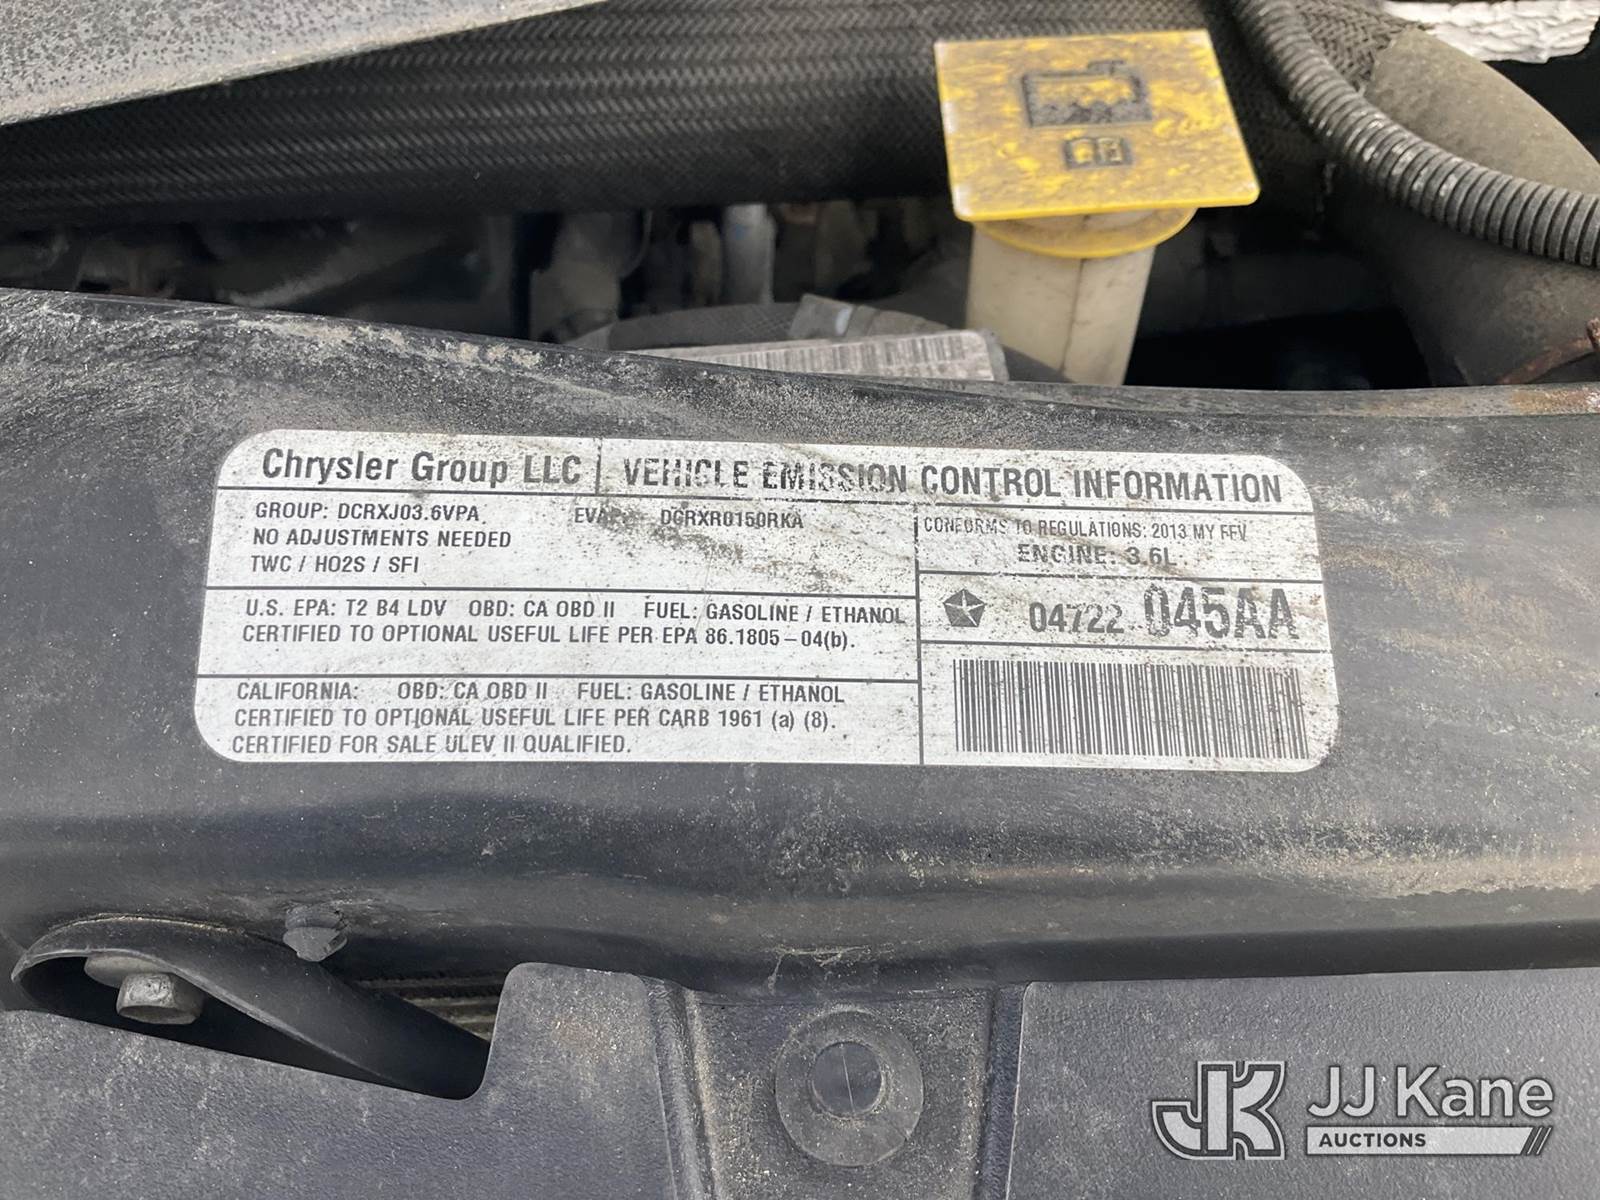 Chrysler Group LLC VEHICLE EMISSION CONTROL INFORMATION
GROUP: DCRXJ03.6VPA EVAP: DCRXR0150RKA
NO ADJUSTMENTS NEEDED
TWC / HO2S / SFI
CONFORMS TO REGULATIONS: 2013 MY FFV
ENGINE: 3.6L
U.S. EPA: T2 B4 LDV OBD: CA OBD II FUEL: GASOLINE / ETHANOL
CERTIFIED TO OPTIONAL USEFUL LIFE PER EPA 86.1805-04(b).
04722 045AA
CALIFORNIA: OBD: CA OBD II FUEL: GASOLINE / ETHANOL
CERTIFIED TO OPTIONAL USEFUL LIFE PER CARB 1961 (a) (8).
CERTIFIED FOR SALE ULEV II QUALIFIED.
JK JJ Kane
AUCTIONS